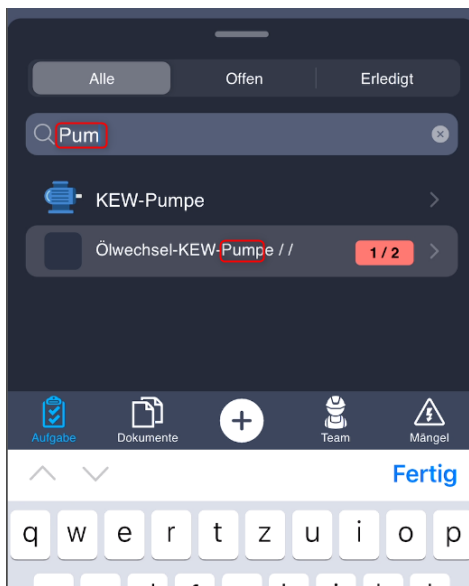 Alle Offen Erledigt
Pum
KEW-Pumpe
Ölwechsel-KEW-Pumpe / / 1 / 2
Aufgabe Dokumente + Team Mängel
Fertig
q w e r t z u i o p